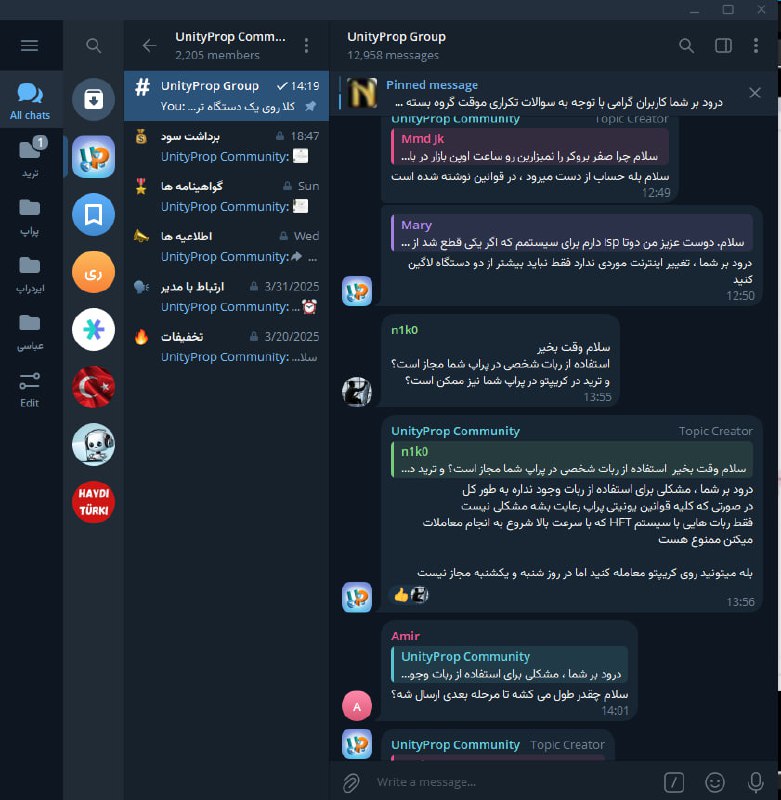 All chats
1
ترید
پراپ
ایردراپ
عباسی
Edit
ری
HAYDI
TÜRKI
UnityProp Comm...
2,205 members
# UnityProp Group 14:19
You: کلا روی یک دستگاه تر...
برداشت سود 18:47
UnityProp Community:
گواهینامه ها Sun
UnityProp Community:
اطلاعیه ها Wed
UnityProp Community: ...
ارتباط با مدیر 3/31/2025
UnityProp Community: ...⏰
تخفیفات 3/20/2025
UnityProp Community: سلا...
UnityProp Group
12,958 messages
Pinned message
درود بر شما کاربران گرامی با توجه به سوالات تکراری موقت گروه بسته ...
UnityProp Community Topic Creator
Mmd Jk
سلام چرا صفر بروکر را نمیزارین رو ساعت اوپن بازار در با...
سلام بله حساب از دست میرود ، در قوانین نوشته شده است
12:49
Mary
سلام. دوست عزیز من دوتا isp دارم برای سیستمم که اگر یکی قطع شد از ...
درود بر شما ، تغییر اینترنت موردی ندارد فقط نباید بیشتر از دو دستگاه لاگین
کنید
12:50
n1k0
سلام وقت بخیر
استفاده از ربات شخصی در پراپ شما مجاز است؟
و ترید در کریپتو در پراپ شما نیز ممکن است؟
13:55
UnityProp Community Topic Creator
n1k0
سلام وقت بخیر استفاده از ربات شخصی در پراپ شما مجاز است؟ و ترید د...
درود بر شما ، مشکلی برای استفاده از ربات وجود نداره به طور کل
در صورتی که کلیه قوانین یونیتی پراپ رعایت بشه مشکلی نیست
فقط ربات هایی با سیستم HFT که با سرعت بالا شروع به انجام معاملات
میکنن ممنوع هست
بله میتونید روی کریپتو معامله کنید اما در روز شنبه و یکشنبه مجاز نیست
👍 13:56
Amir
UnityProp Community
درود بر شما ، مشکلی برای استفاده از ربات وجو...
سلام چقدر طول می کشه تا مرحله بعدی ارسال شه؟
14:01
A
UnityProp Community Topic Creator
Write a message...